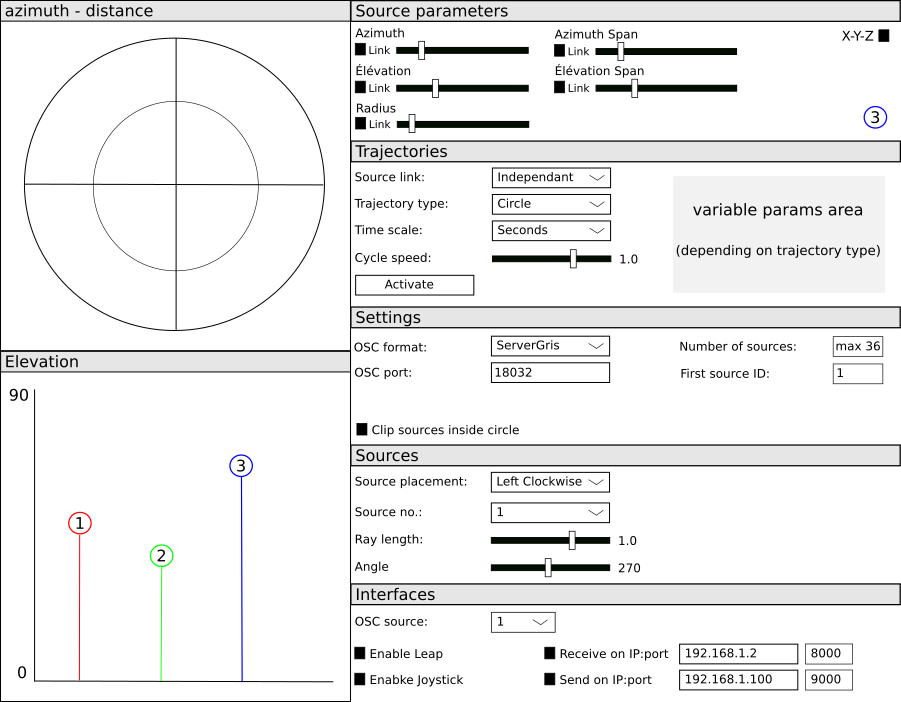 azimuth - distance
Elevation
90
1
2
3
0
Source parameters
Azimuth
Link
Azimuth Span
Link
X-Y-Z
Élévation
Link
Élévation Span
Link
Radius
Link
3
Trajectories
Source link: Independant
Trajectory type: Circle
Time scale: Seconds
Cycle speed: 1.0
Activate
variable params area
(depending on trajectory type)
Settings
OSC format: ServerGris
Number of sources: max 36
OSC port: 18032
First source ID: 1
Clip sources inside circle
Sources
Source placement: Left Clockwise
Source no.: 1
Ray length: 1.0
Angle 270
Interfaces
OSC source: 1
Enable Leap
Receive on IP:port 192.168.1.2 8000
Enabke Joystick
Send on IP:port 192.168.1.100 9000